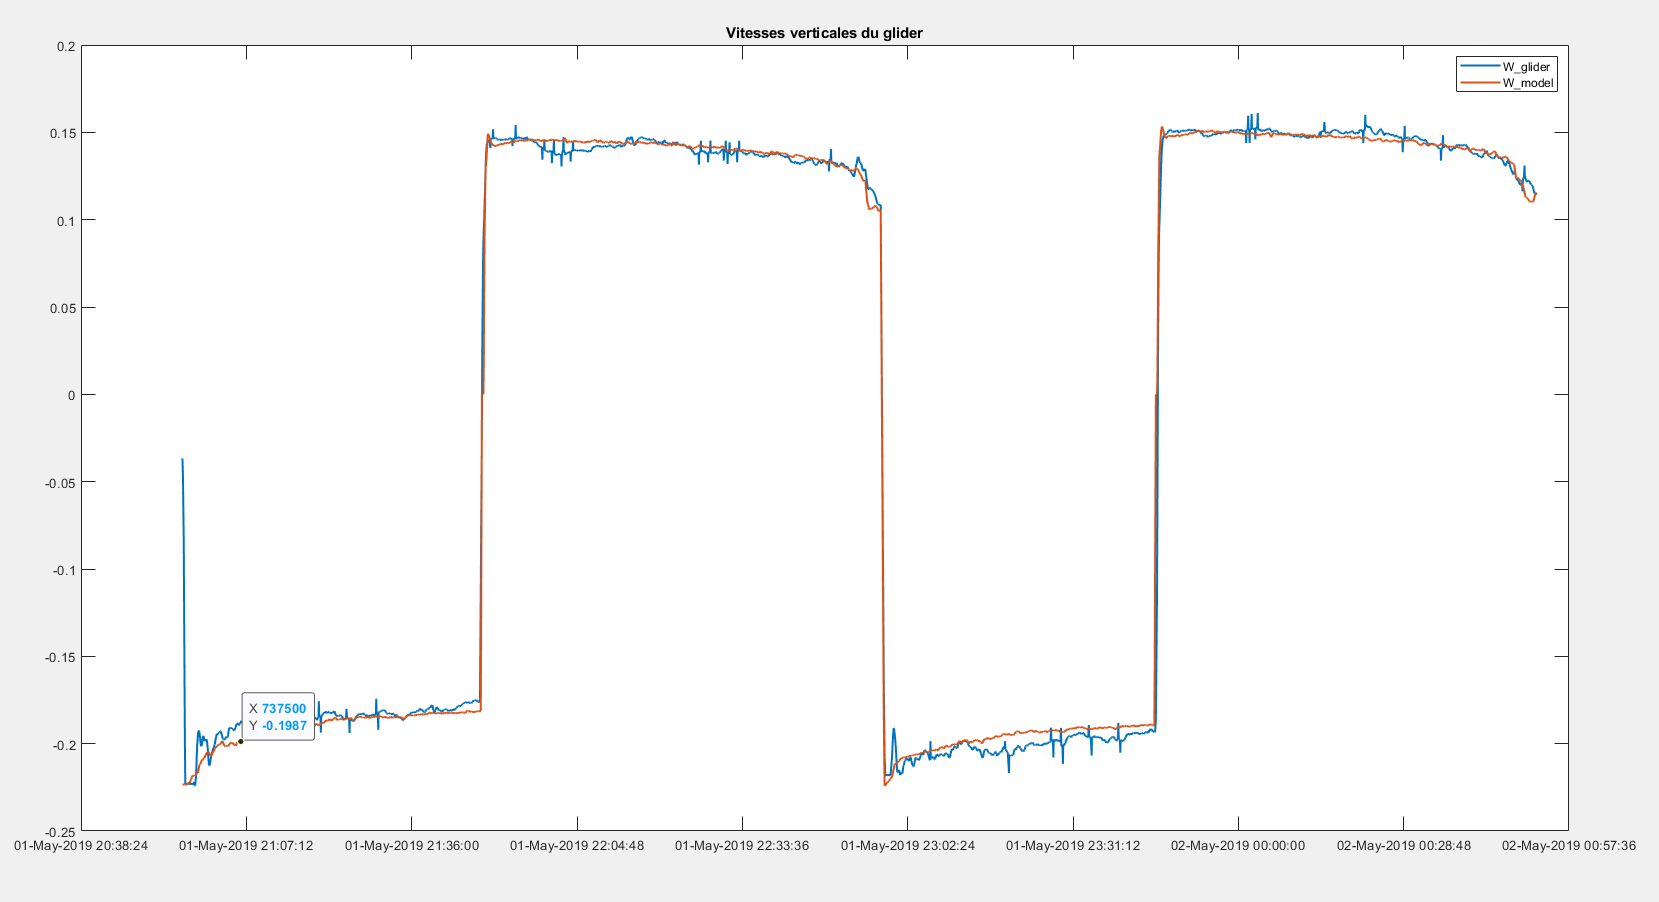 Vitesses verticales du glider
W_glider
W_model
0.2
0.15
0.1
0.05
0
-0.05
-0.1
-0.15
-0.2
-0.25
X 737500
Y -0.1987
01-May-2019 20:38:24
01-May-2019 21:07:12
01-May-2019 21:36:00
01-May-2019 22:04:48
01-May-2019 22:33:36
01-May-2019 23:02:24
01-May-2019 23:31:12
02-May-2019 00:00:00
02-May-2019 00:28:48
02-May-2019 00:57:36